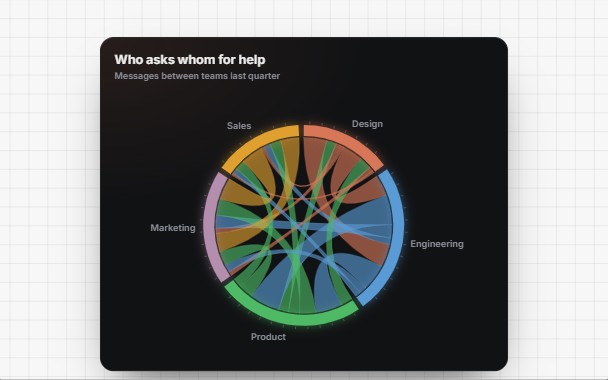 Who asks whom for help
Messages between teams last quarter
Sales
Design
Marketing
Engineering
Product